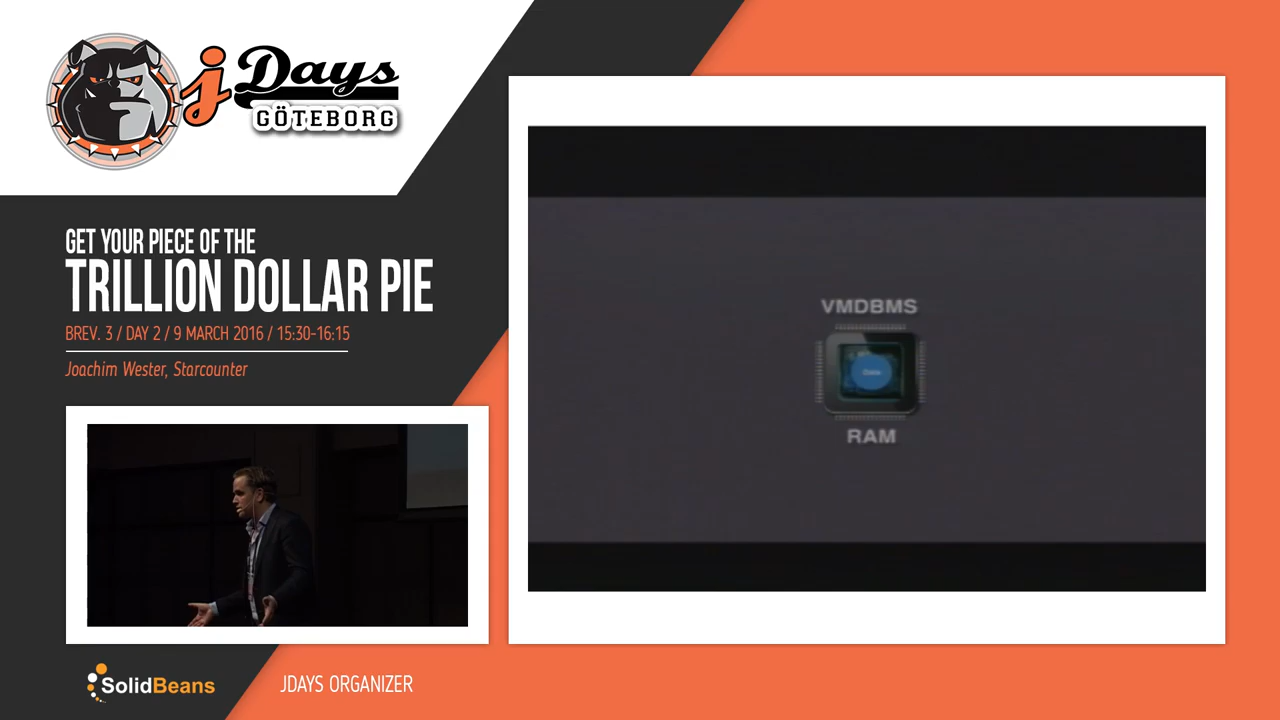 jDays
GÖTEBORG
GET YOUR PIECE OF THE
TRILLION DOLLAR PIE
BREV. 3 / DAY 2 / 9 MARCH 2016 / 15:30-16:15
Joachim Wester, Starcounter
VMDBMS
Data
RAM
SolidBeans
JDAYS ORGANIZER